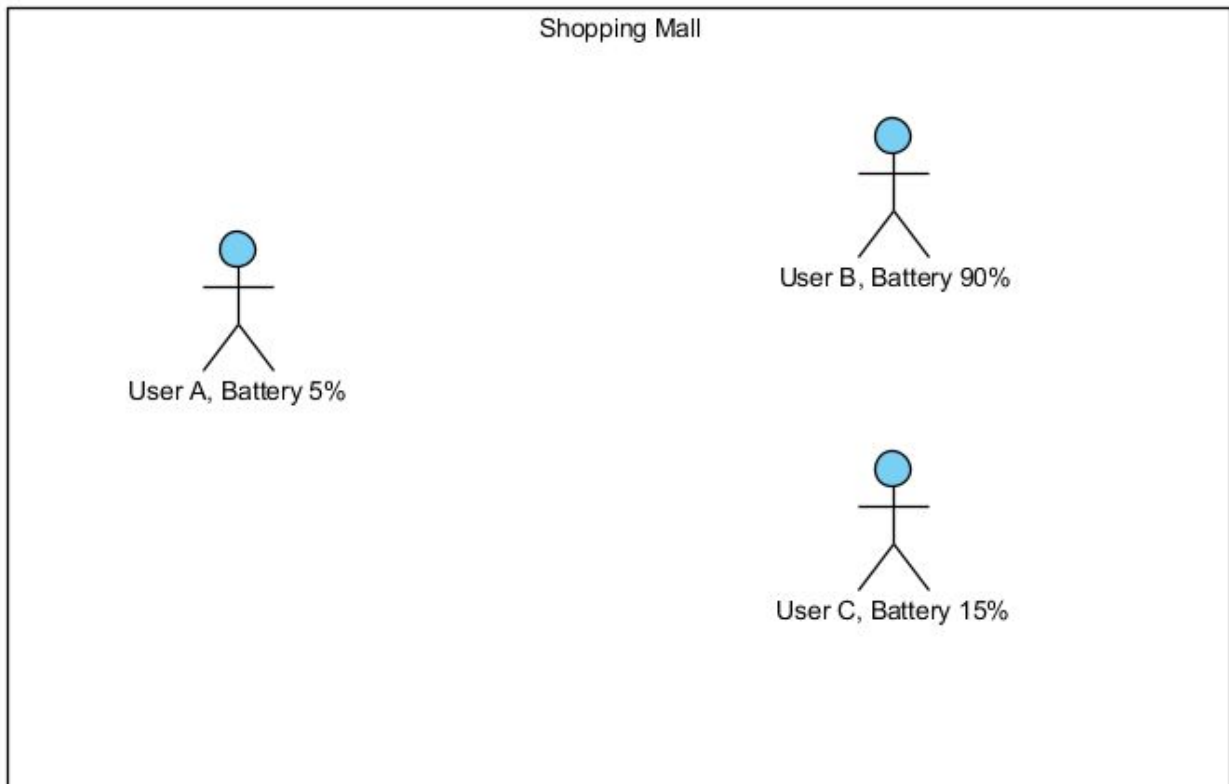 Shopping Mall
User B, Battery 90%
User A, Battery 5%
User C, Battery 15%